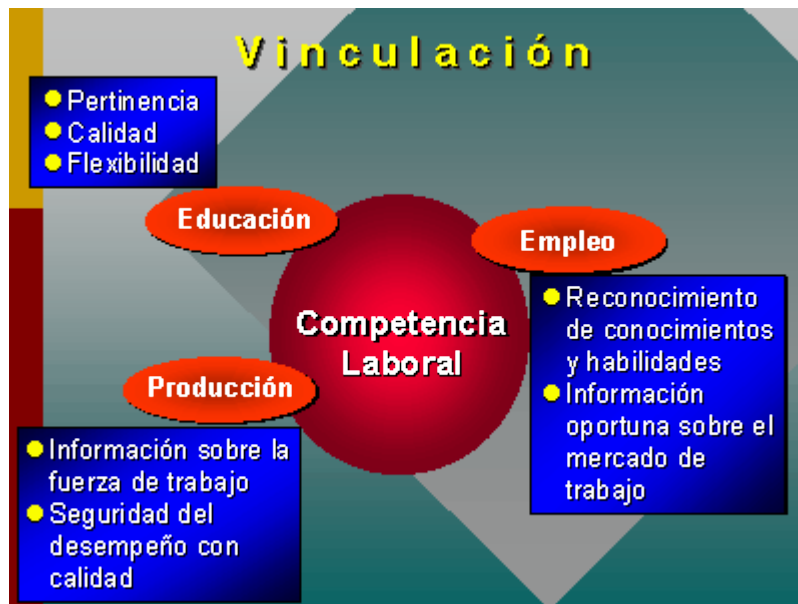 Vinculación
Pertinencia
Calidad
Flexibilidad
Educación
Empleo
Reconocimiento
de conocimientos
y habilidades
Información
oportuna sobre el
mercado de
trabajo
Competencia
Laboral
Producción
Información sobre la
fuerza de trabajo
Seguridad del
desempeño con
calidad